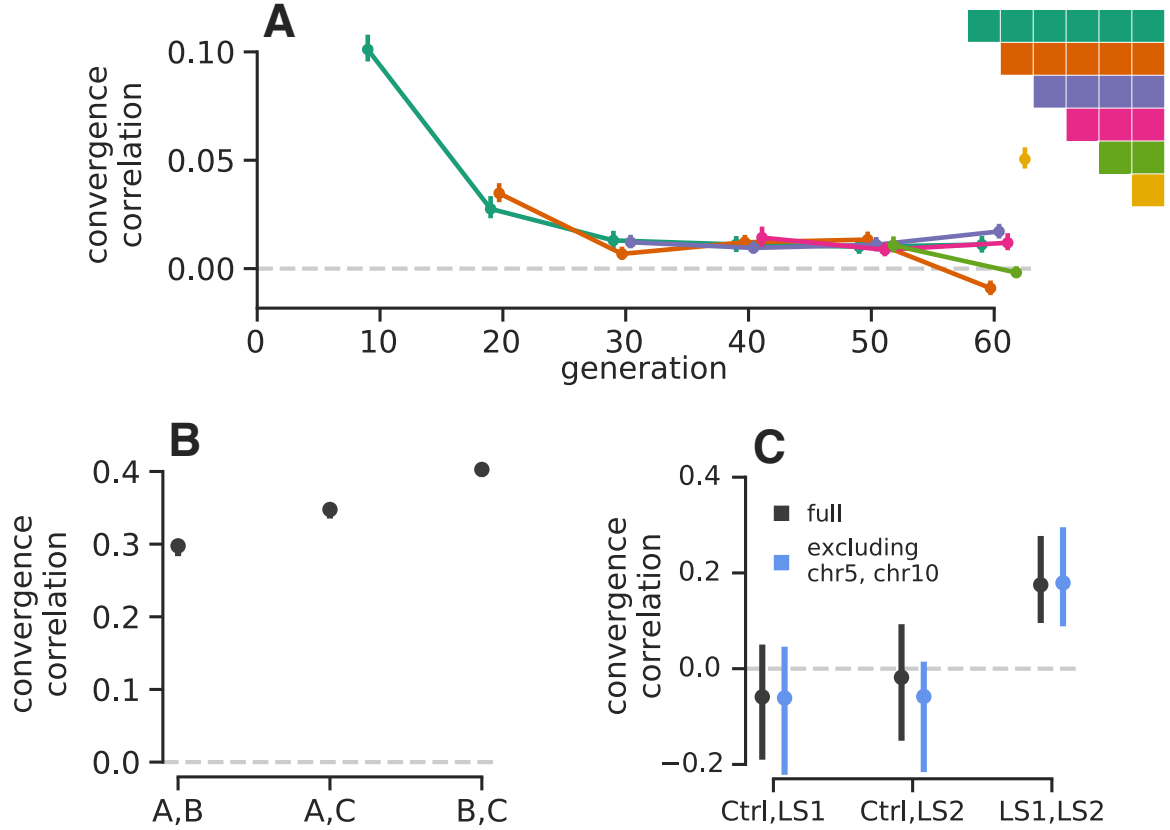 A
convergence
correlation
0.10
0.05
0.00
0
10
20
30
40
50
60
generation
B
convergence
correlation
0.4
0.3
0.2
0.1
0.0
A,B
A,C
B,C
C
convergence
correlation
0.4
0.2
0.0
−0.2
full
excluding
chr5, chr10
Ctrl,LS1
Ctrl,LS2
LS1,LS2